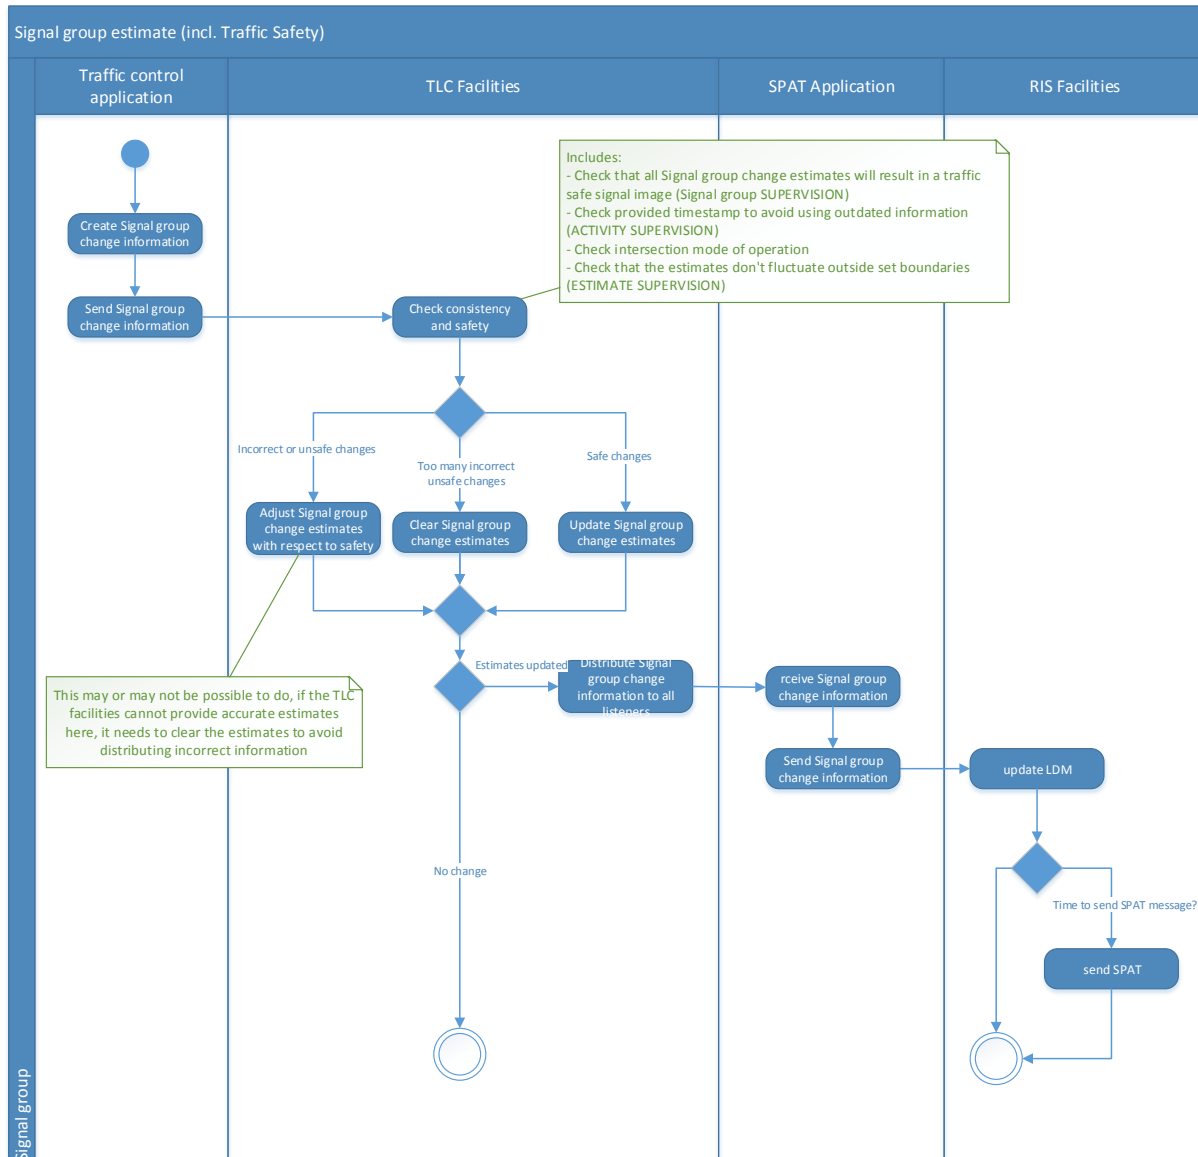 Signal group estimate (incl. Traffic Safety)
Traffic control
application
TLC Facilities
SPAT Application
RIS Facilities
Includes:
- Check that all Signal group change estimates will result in a traffic
safe signal image (Signal group SUPERVISION)
- Check provided timestamp to avoid using outdated information
(ACTIVITY SUPERVISION)
- Check intersection mode of operation
- Check that the estimates don't fluctuate outside set boundaries
(ESTIMATE SUPERVISION)
Create Signal group
change information
Send Signal group
change information
Check consistency
and safety
Incorrect or unsafe changes
Too many incorrect
unsafe changes
Safe changes
Adjust Signal group
change estimates
with respect to safety
Clear Signal group
change estimates
Update Signal group
change estimates
Estimates updated
Distribute Signal
group change
information to all
listeners
rceive Signal group
change information
This may or may not be possible to do, if the TLC
facilities cannot provide accurate estimates
here, it needs to clear the estimates to avoid
distributing incorrect information
Send Signal group
change information
update LDM
No change
Time to send SPAT message?
send SPAT
Signal group